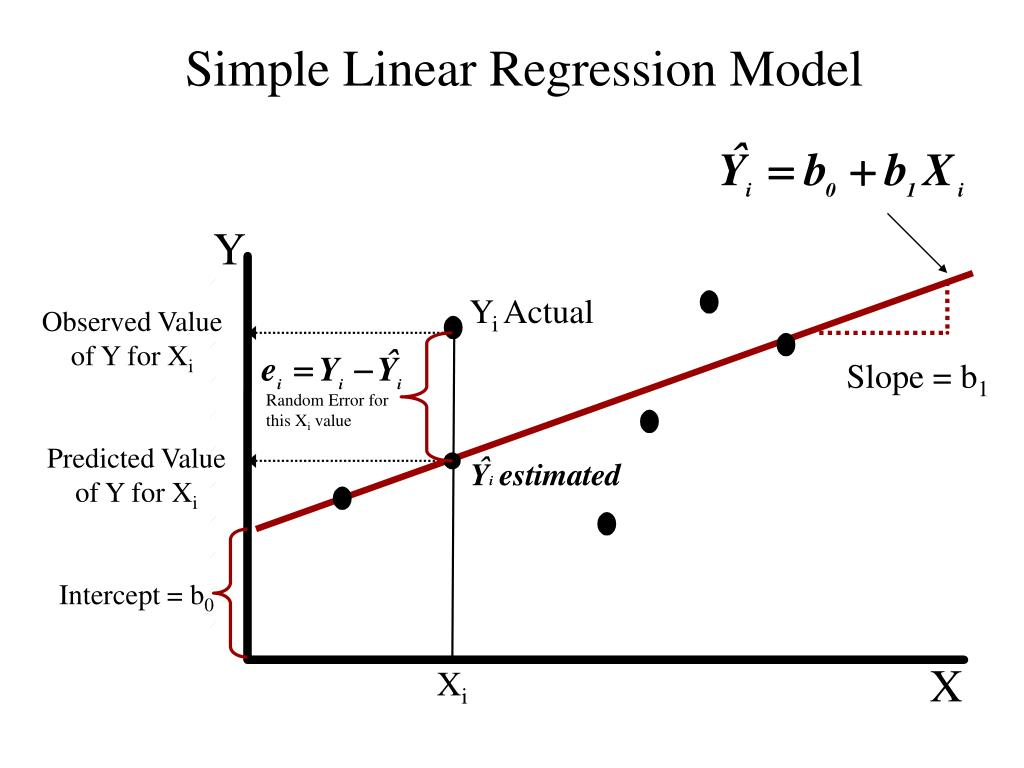 Simple Linear Regression Model
Ŷᵢ = b₀ + b₁Xᵢ
Y
Observed Value
of Y for Xᵢ
Yᵢ Actual
eᵢ = Yᵢ − Ŷᵢ
Random Error for
this Xᵢ value
Slope = b₁
Predicted Value
of Y for Xᵢ
Ŷᵢ estimated
Intercept = b₀
Xᵢ
X